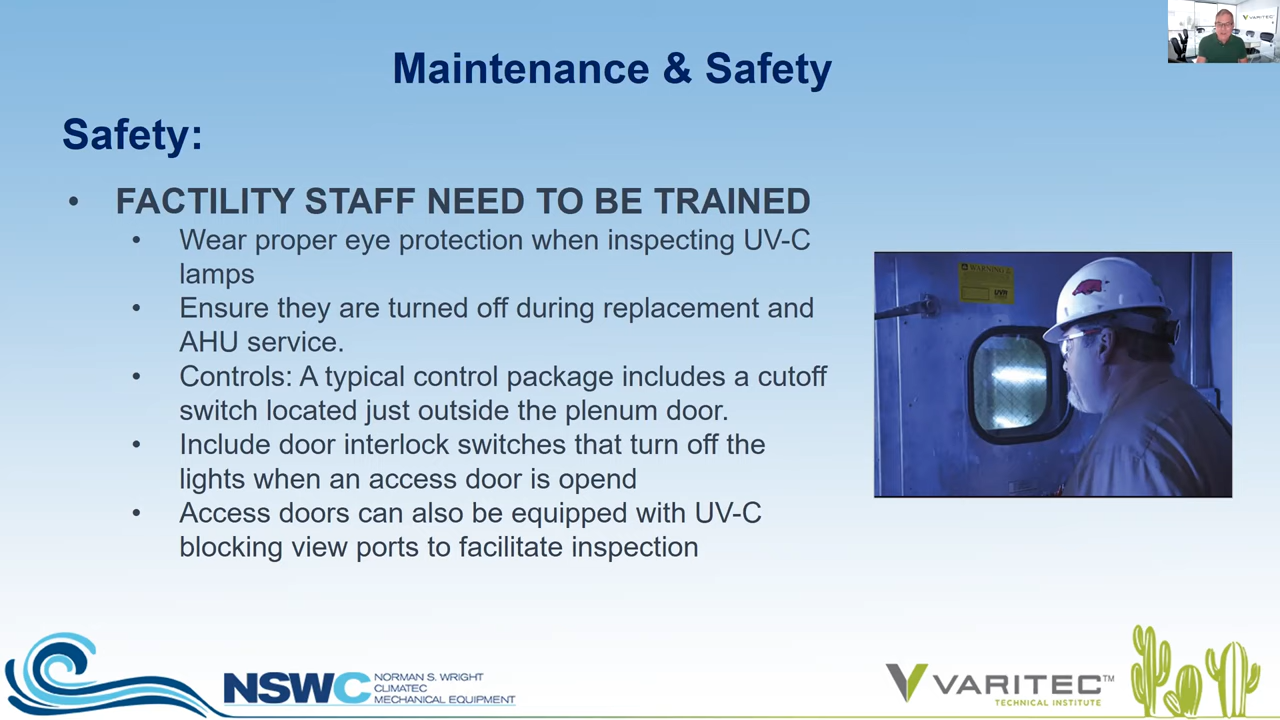 VARITEC
Maintenance & Safety
Safety:
• FACTILITY STAFF NEED TO BE TRAINED
• Wear proper eye protection when inspecting UV-C
lamps
• Ensure they are turned off during replacement and
AHU service.
• Controls: A typical control package includes a cutoff
switch located just outside the plenum door.
• Include door interlock switches that turn off the
lights when an access door is opend
• Access doors can also be equipped with UV-C
blocking view ports to facilitate inspection
WARNING
UVR
NSWC
NORMAN S. WRIGHT
CLIMATEC
MECHANICAL EQUIPMENT
VARITEC™
TECHNICAL INSTITUTE